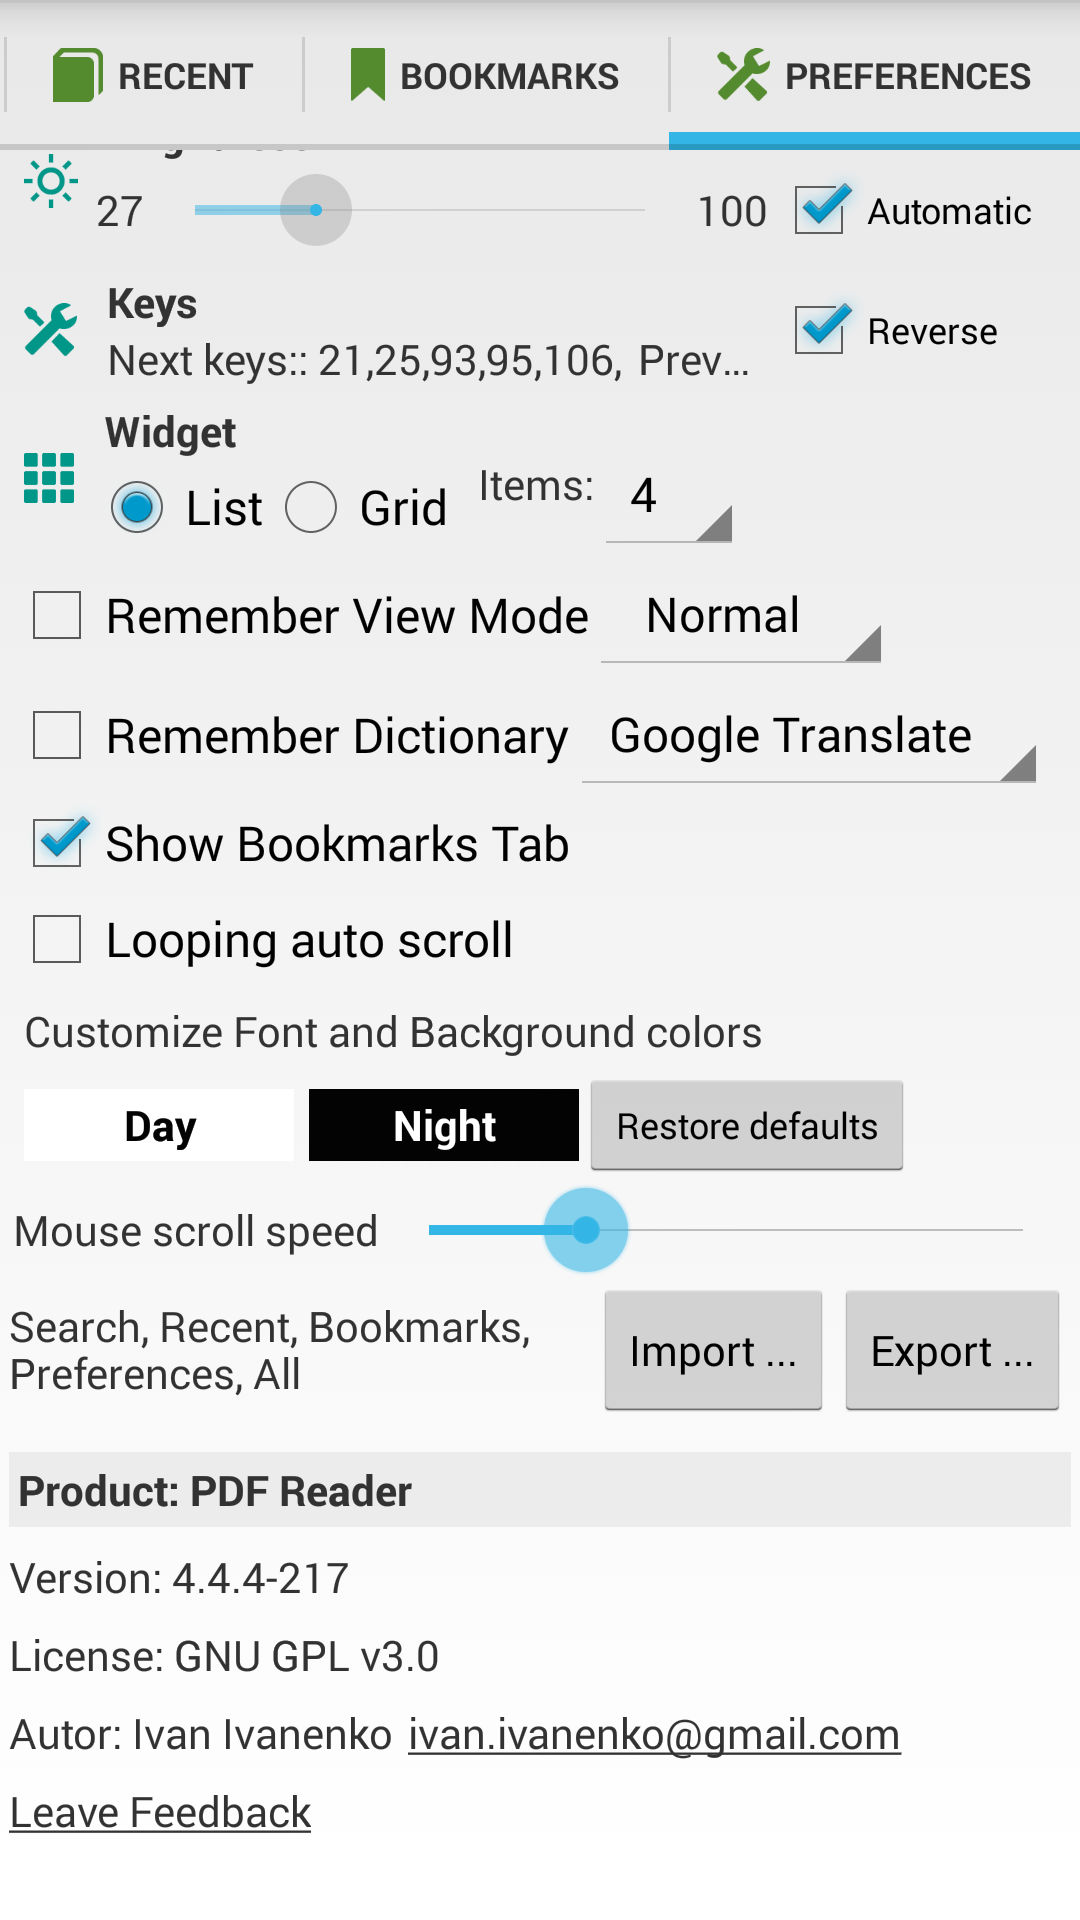 RECENT BOOKMARKS PREFERENCES
27 100 Automatic
Keys
Reverse
Next keys:: 21,25,93,95,106, Prev...
Widget
List Grid Items: 4
Remember View Mode Normal
Remember Dictionary Google Translate
Show Bookmarks Tab
Looping auto scroll
Customize Font and Background colors
Day Night Restore defaults
Mouse scroll speed
Search, Recent, Bookmarks,
Preferences, All
Import ... Export ...
Product: PDF Reader
Version: 4.4.4-217
License: GNU GPL v3.0
Autor: Ivan Ivanenko ivan.ivanenko@gmail.com
Leave Feedback